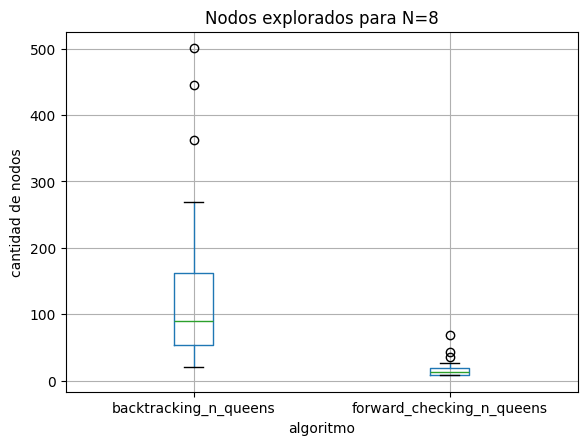 Nodos explorados para N=8
cantidad de nodos
500
400
300
200
100
0
backtracking_n_queens forward_checking_n_queens
algoritmo